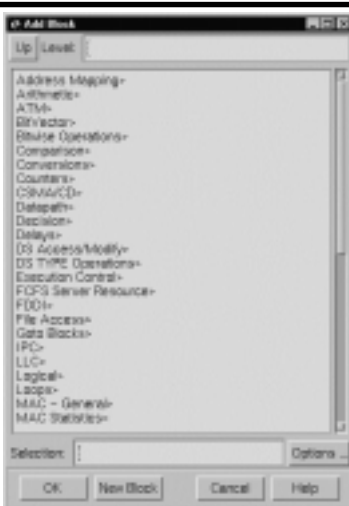 Add Block
Up Level:
Address Mapping>
Arithmetic>
ATM>
BitVector>
Bitwise Operations>
Comparison>
Conversions>
Counters>
CSMA/CD>
Datapath>
Decision>
Delays>
DS Access/Modify>
DS TYPE Operations>
Execution Control>
FCFS Server Resource>
FDDI>
File Access>
Gate Blocks>
IPC>
LLC>
Logical>
Loops>
MAC - General>
MAC Statistics>
Selection: Options ...
OK New Block Cancel Help